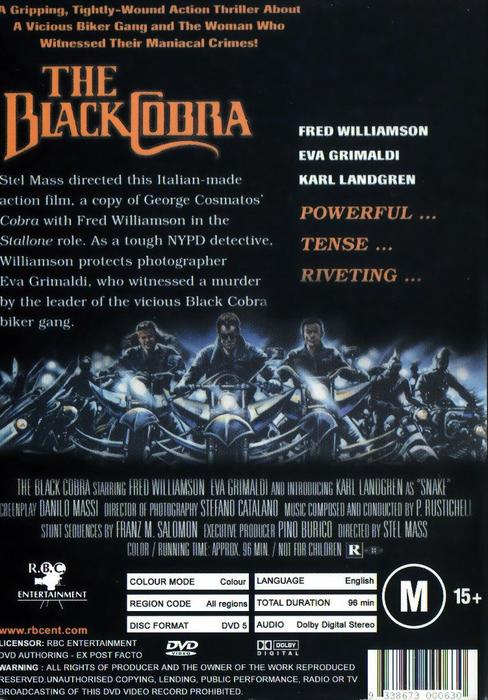 A Gripping, Tightly-Wound Action Thriller About
A Vicious Biker Gang and The Woman Who
Witnessed Their Maniacal Crimes!
THE
BLACK COBRA
FRED WILLIAMSON
EVA GRIMALDI
KARL LANDGREN
POWERFUL ...
TENSE ...
RIVETING ...
Stel Mass directed this Italian-made
action film, a copy of George Cosmatos'
Cobra with Fred Williamson in the
Stallone role. As a tough NYPD detective,
Williamson protects photographer
Eva Grimaldi, who witnessed a murder
by the leader of the vicious Black Cobra
biker gang.
THE BLACK COBRA STARRING FRED WILLIAMSON EVA GRIMALDI AND INTRODUCING KARL LANDGREN AS "SNAKE"
SCREENPLAY DANILO MASSI DIRECTOR OF PHOTOGRAPHY STEFANO CATALANO MUSIC COMPOSED AND CONDUCTED BY P. RUSTICHELI
STUNT SEQUENCES BY FRANZ M. SALOMON EXECUTIVE PRODUCER PINO BURICO DIRECTED BY STEL MASS
COLOR / RUNNING TIME: APPROX. 96 MIN. / NOT FOR CHILDREN R
R.B.C
ENTERTAINMENT
www.rbcent.com
COLOUR MODE Colour LANGUAGE English
REGION CODE All regions TOTAL DURATION 96 min
DISC FORMAT DVD 5 AUDIO Dolby Digital Stereo
M 15+
LICENSOR: RBC ENTERTAINMENT
DVD AUTHORING - EX POST FACTO
DVD VIDEO
DOLBY DIGITAL
WARNING : ALL RIGHTS OF PRODUCER AND THE OWNER OF THE WORK REPRODUCED
RESERVED.UNAUTHORISED COPYING, LENDING, PUBLIC PERFORMANCE, RADIO OR TV
BROADCASTING OF THIS DVD VIDEO RECORD PROHIBITED.
9 338673 000630